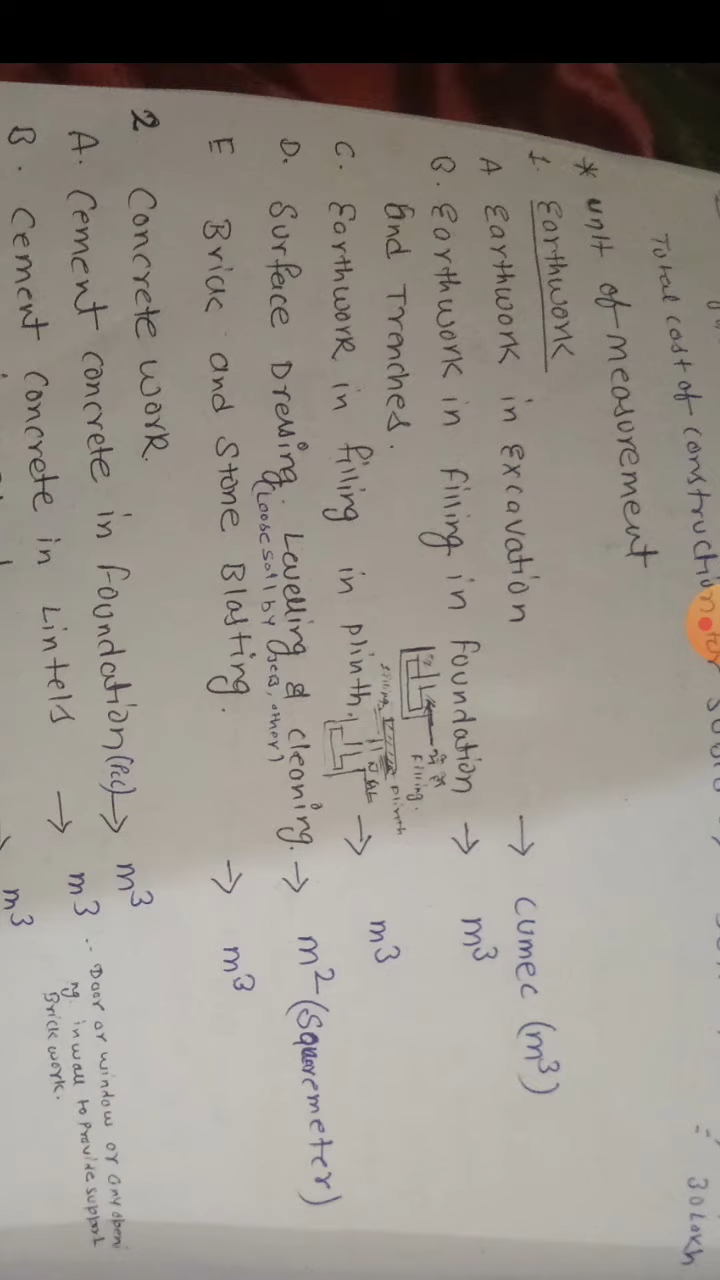 Total cost of construction for
= 30 Lakh
* unit of measurement
1. Earthwork
A Earthwork in Excavation → cumec (m³)
B. Earthwork in filling in foundation → m³
And Trenches.
filling.
plinth
C. Earthwork in filling in plinth. → m³
D. Surface Dressing. Levelling & cleaning. → m² (Squaremeter)
(Loose soil by
other)
E Brick and Stone Blasting. → m³
2 Concrete work.
A. Cement concrete in foundation (Pcc) → m³
B. Cement concrete in Lintels → m³ :- Door or window or any openi
ng. in wall to provide support
Brick work.
→ m³